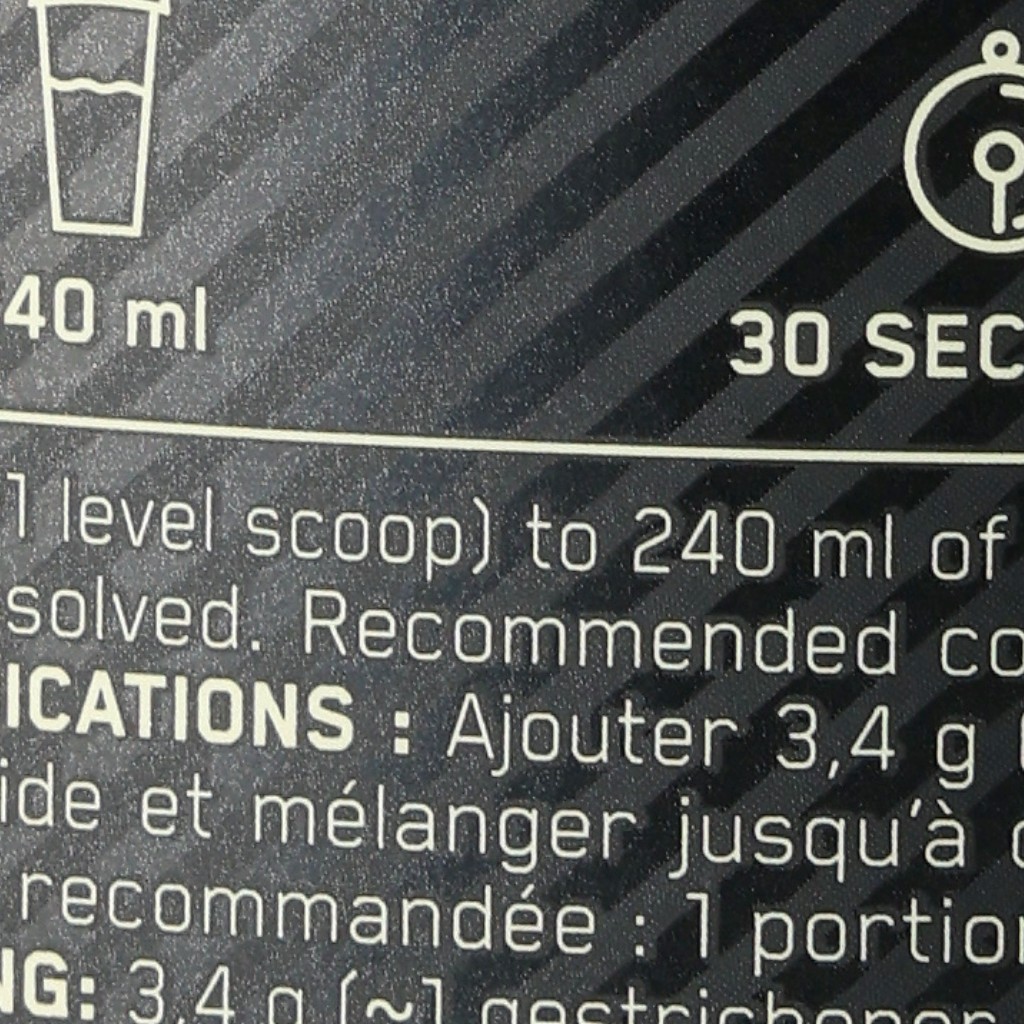 40 ml
30 SEC
1 level scoop) to 240 ml of
solved. Recommended co
ICATIONS : Ajouter 3,4 g (
ide et mélanger jusqu'à
recommandée : 1 portion
NG: 3,4 g (~1 gestrichener